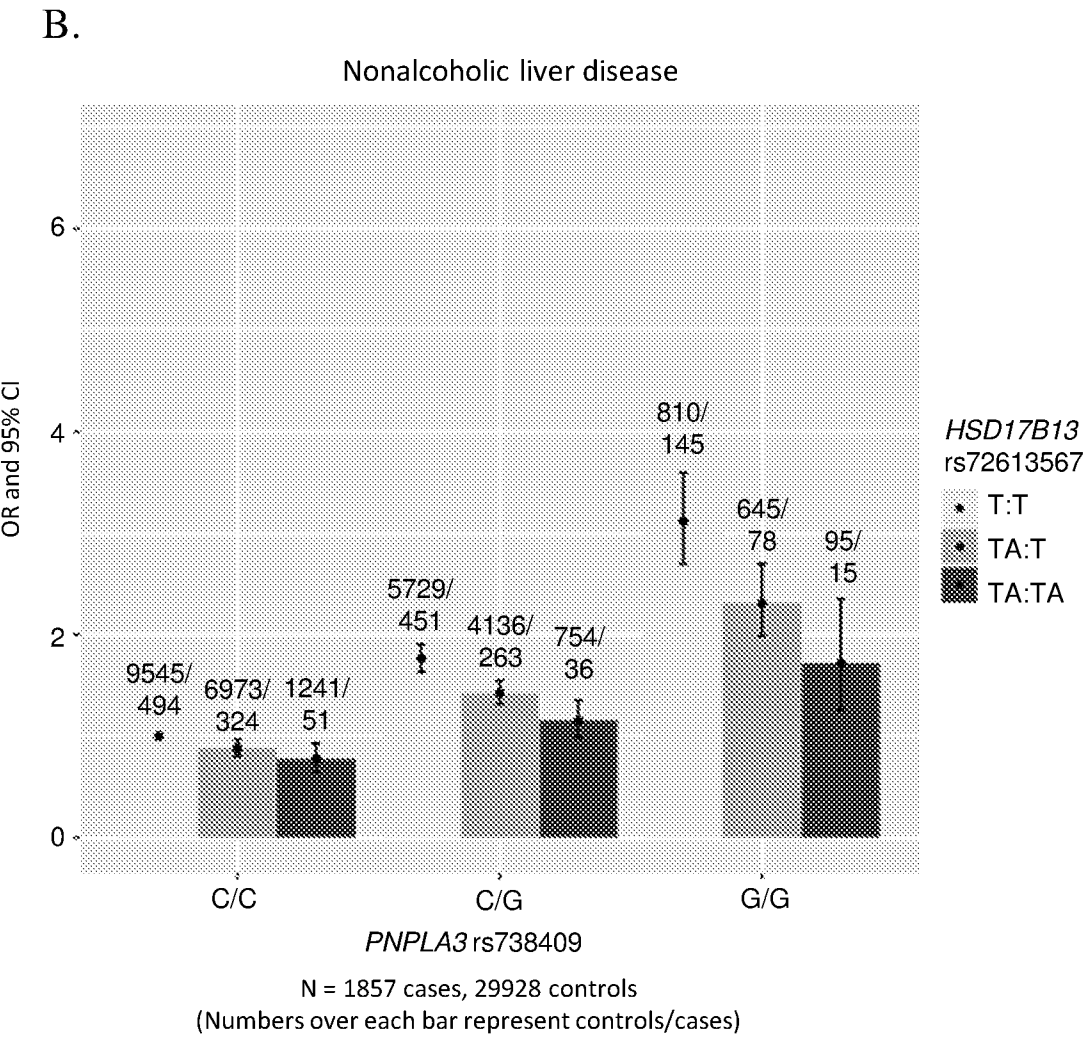 B.
Nonalcoholic liver disease
OR and 95% CI
6
4
2
0
9545/
494
6973/
324
1241/
51
5729/
451
4136/
263
754/
36
810/
145
645/
78
95/
15
C/C
C/G
G/G
PNPLA3 rs738409
HSD17B13
rs72613567
T:T
TA:T
TA:TA
N = 1857 cases, 29928 controls
(Numbers over each bar represent controls/cases)